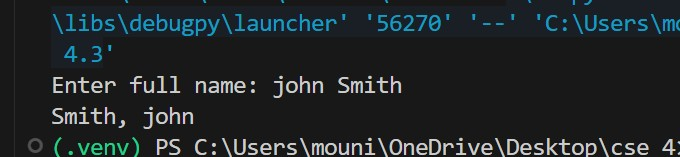 \libs\debugpy\launcher' '56270' '--' 'C:\Users\mo
4.3'
Enter full name: john Smith
Smith, john
(.venv) PS C:\Users\mouni\OneDrive\Desktop\cse 4